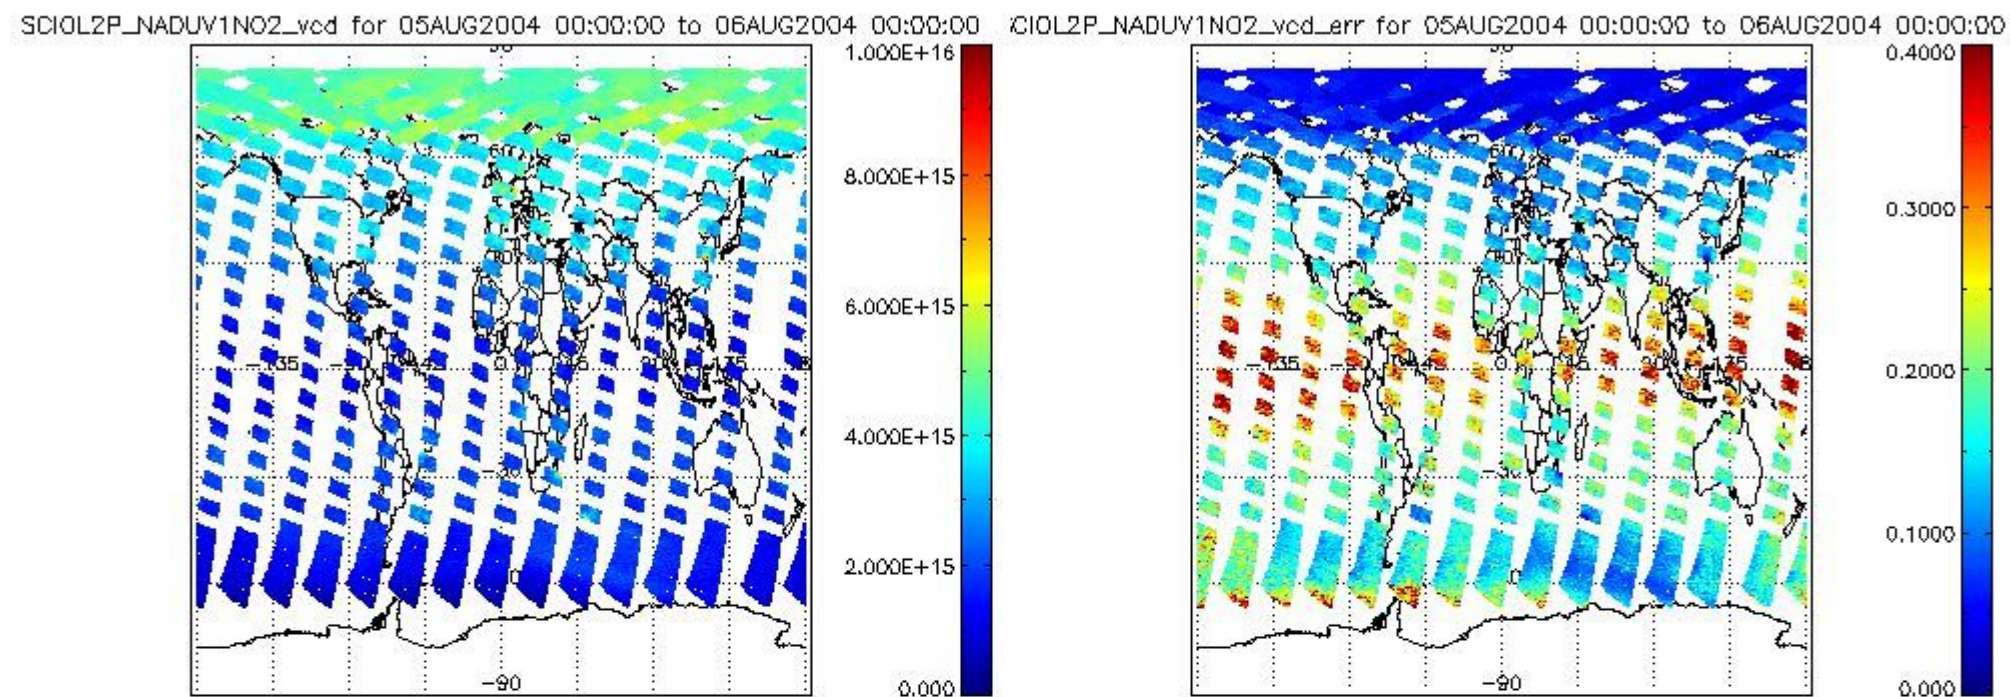 SCIOL2P_NADUV1NO2_vcd for 05AUG2004 00:00:00 to 06AUG2004 00:00:00
CIOL2P_NADUV1NO2_vcd_err for 05AUG2004 00:00:00 to 06AUG2004 00:00:00
1.000E+16
8.000E+15
6.000E+15
4.000E+15
2.000E+15
0.000
-135
-90
0.4000
0.3000
0.2000
0.1000
0.000
-90